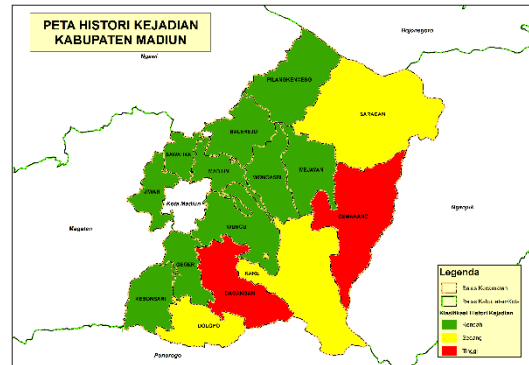 PETA HISTORI KEJADIAN
KABUPATEN MADIUN
Bojonegoro
Ngawi
PILANGKENCENG
SARADAN
BALEREJO
SAWAHAN
MADIUN
WONOASRI
MEJAYAN
JIWAN
Kota Madiun
GEMARANG
Nganjuk
Magetan
WUNGU
GEGER
KARE
DAGANGAN
KEBONSARI
DOLOPO
Ponorogo
Legenda
Batas Kecamatan
Batas Kabupaten/Kota
Klasifikasi Histori Kejadian
Rendah
Sedang
Tinggi